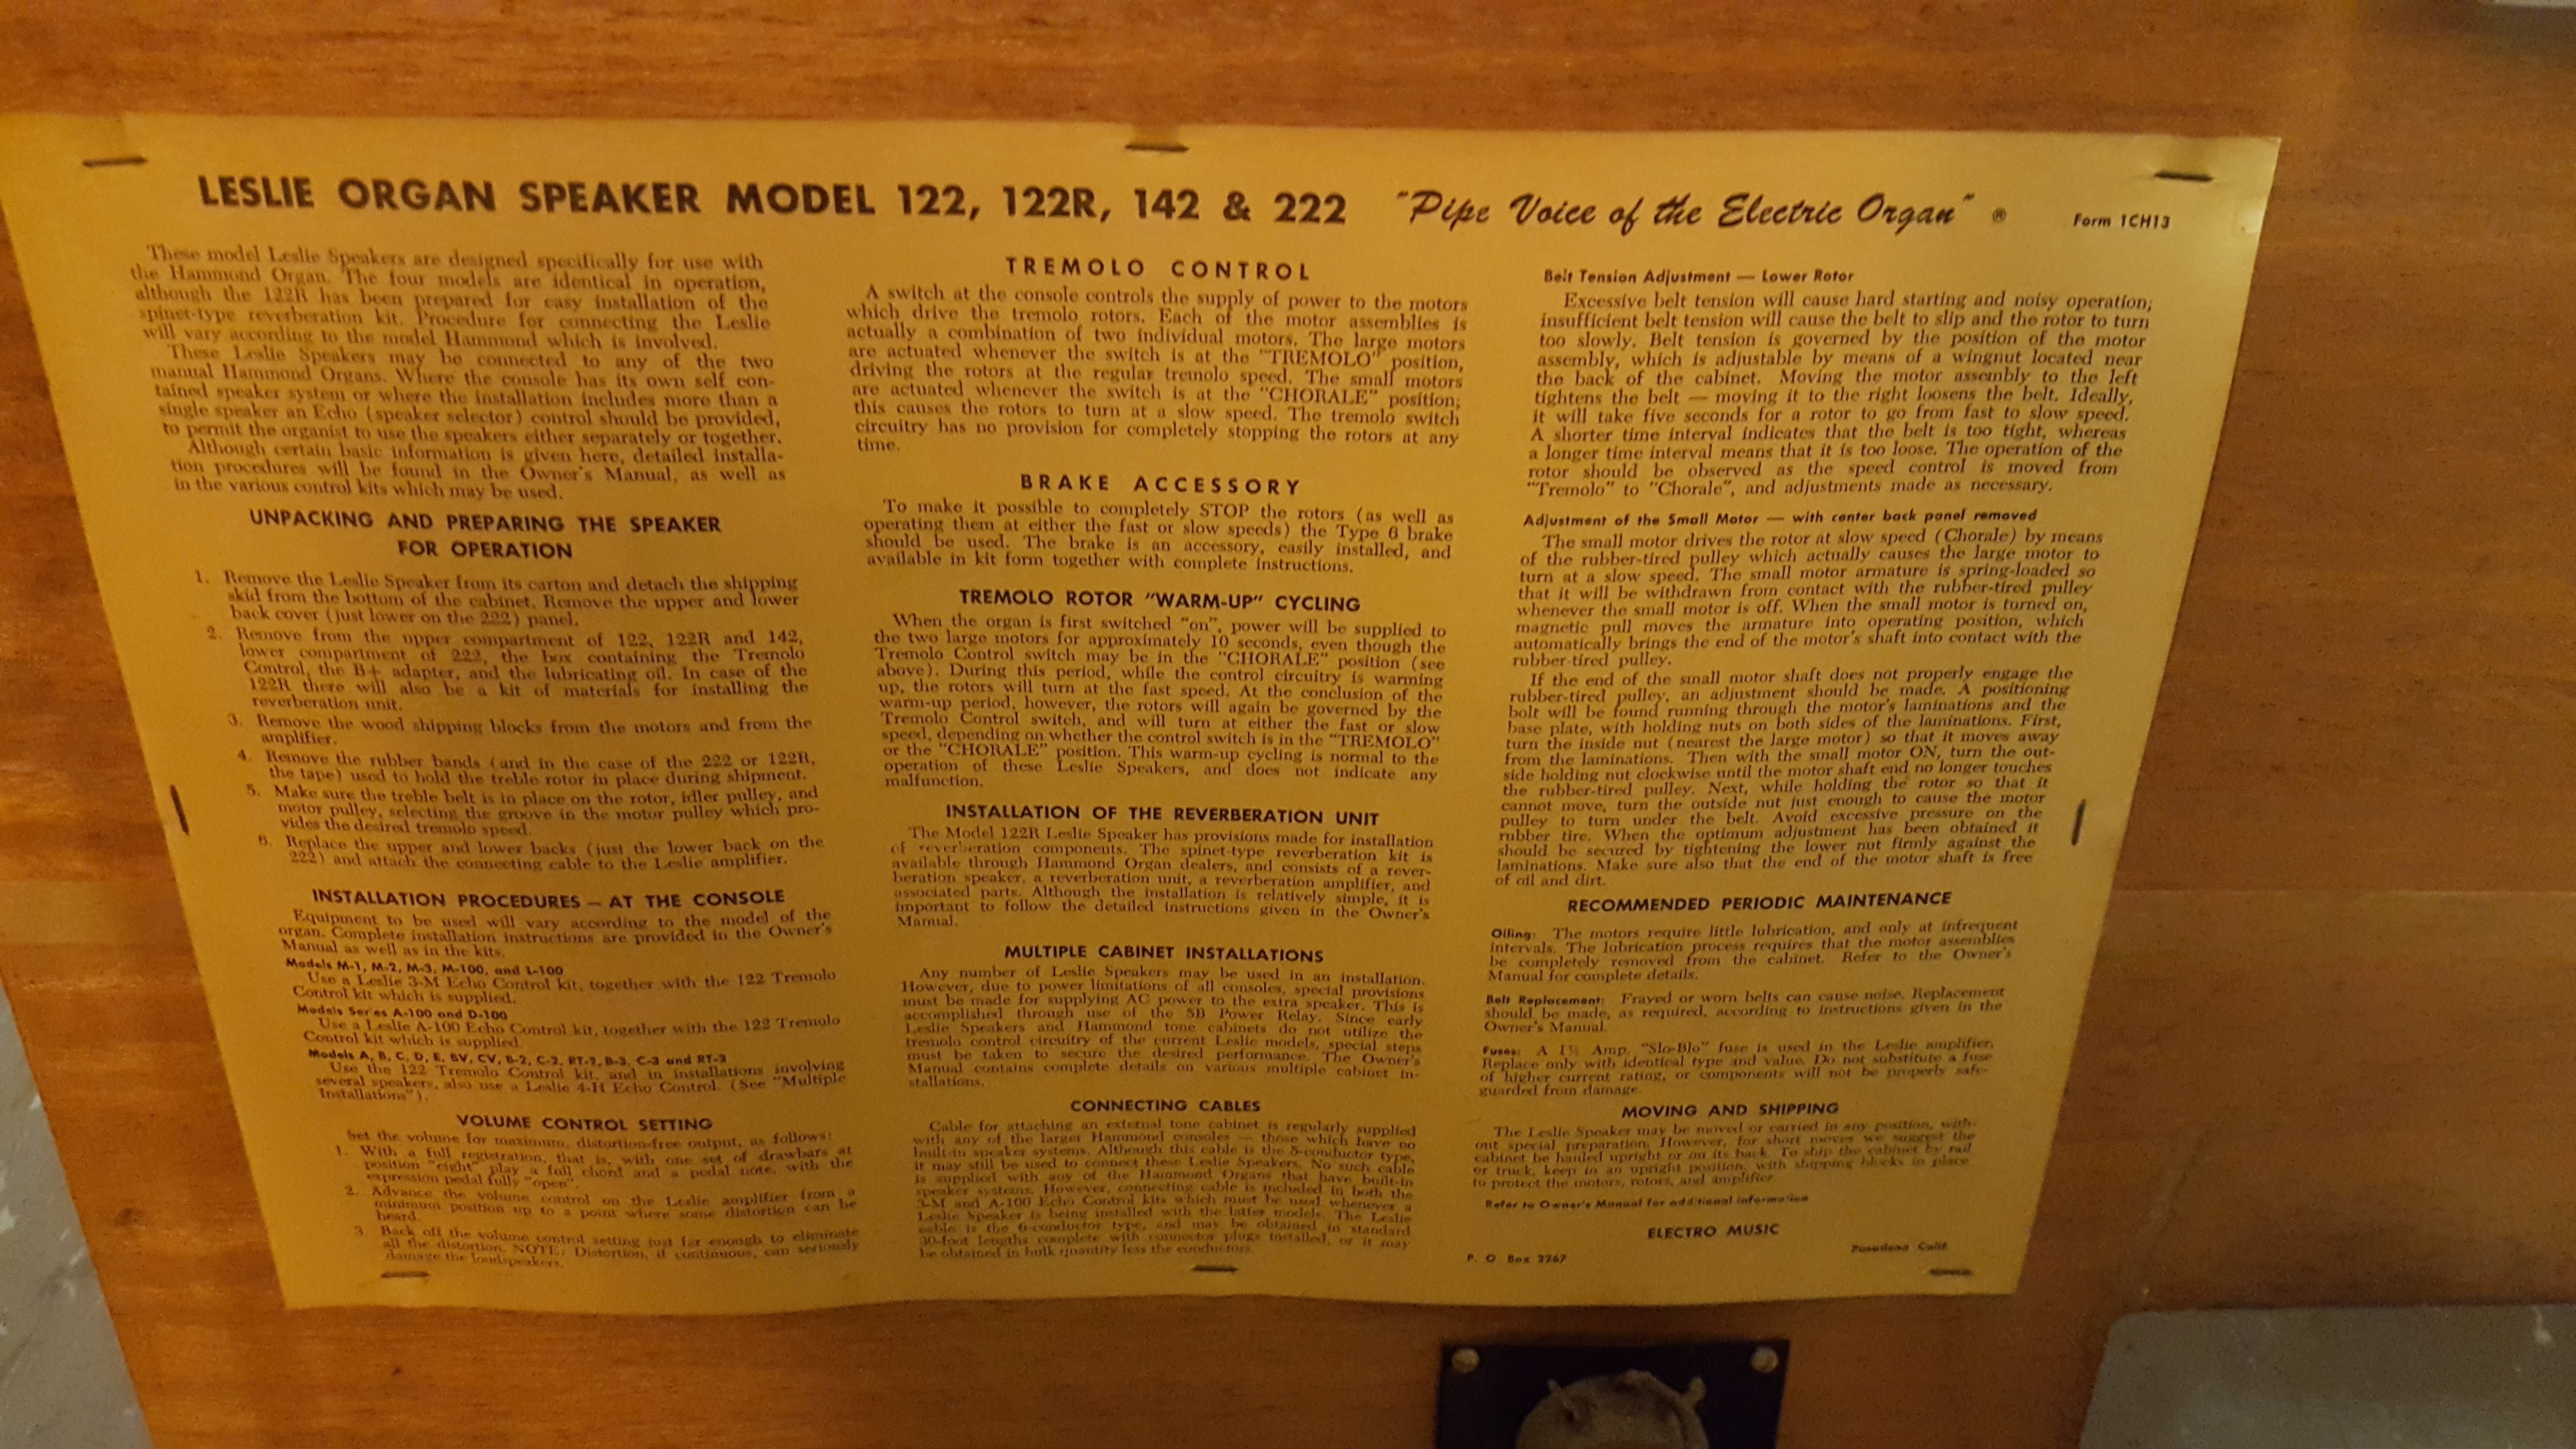 LESLIE ORGAN SPEAKER MODEL 122, 122R, 142 & 222 "Pipe Voice of the Electric Organ" ® Form 1CH13
These model Leslie Speakers are designed specifically for use with
the Hammond Organ. The four models are identical in operation,
although the 122R has been prepared for easy installation of the
spinet-type reverberation kit. Procedure for connecting the Leslie
will vary according to the model Hammond which is involved.
These Leslie Speakers may be connected to any of the two
manual Hammond Organs. Where the console has its own self con-
tained speaker system or where the installation includes more than a
single speaker an Echo (speaker selector) control should be provided,
to permit the organist to use the speakers either separately or together.
Although certain basic information is given here, detailed installa-
tion procedures will be found in the Owner's Manual, as well as
in the various control kits which may be used.
UNPACKING AND PREPARING THE SPEAKER
FOR OPERATION
1. Remove the Leslie Speaker from its carton and detach the shipping
skid from the bottom of the cabinet. Remove the upper and lower
back cover (just lower on the 222) panel.
2. Remove from the upper compartment of 122, 122R and 142,
lower compartment of 222, the box containing the Tremolo
Control, the B+ adapter, and the lubricating oil. In case of the
122R there will also be a kit of materials for installing the
reverberation unit.
3. Remove the wood shipping blocks from the motors and from the
amplifier.
4. Remove the rubber bands (and in the case of the 222 or 122R,
the tape) used to hold the treble rotor in place during shipment.
5. Make sure the treble belt is in place on the rotor, idler pulley, and
motor pulley, selecting the groove in the motor pulley which pro-
vides the desired tremolo speed.
6. Replace the upper and lower backs (just the lower back on the
222) and attach the connecting cable to the Leslie amplifier.
INSTALLATION PROCEDURES — AT THE CONSOLE
Equipment to be used will vary according to the model of the
organ. Complete installation instructions are provided in the Owner's
Manual as well as in the kits.
Models M-1, M-2, M-3, M-100, and L-100
Use a Leslie 3-M Echo Control kit, together with the 122 Tremolo
Control kit which is supplied.
Models Series A-100 and D-100
Use a Leslie A-100 Echo Control kit, together with the 122 Tremolo
Control kit which is supplied.
Models A, B, C, D, E, BV, CV, B-2, C-2, RT-2, B-3, C-3 and RT-3
Use the 122 Tremolo Control kit, and in installations involving
several speakers, also use a Leslie 4-H Echo Control. (See "Multiple
Installations").
VOLUME CONTROL SETTING
Set the volume for maximum, distortion-free output, as follows:
1. With a full registration, that is, with one set of drawbars at
position "eight" play a full chord and a pedal note, with the
expression pedal fully "open".
2. Advance the volume control on the Leslie amplifier from a
minimum position up to a point where some distortion can be
heard.
3. Back off the volume control setting just far enough to eliminate
all the distortion. NOTE: Distortion, if continuous, can seriously
damage the loudspeakers.
TREMOLO CONTROL
A switch at the console controls the supply of power to the motors
which drive the tremolo rotors. Each of the motor assemblies is
actually a combination of two individual motors. The large motors
are actuated whenever the switch is at the "TREMOLO" position,
driving the rotors at the regular tremolo speed. The small motors
are actuated whenever the switch is at the "CHORALE" position;
this causes the rotors to turn at a slow speed. The tremolo switch
circuitry has no provision for completely stopping the rotors at any
time.
BRAKE ACCESSORY
To make it possible to completely STOP the rotors (as well as
operating them at either the fast or slow speeds) the Type 6 brake
should be used. The brake is an accessory, easily installed, and
available in kit form together with complete instructions.
TREMOLO ROTOR "WARM-UP" CYCLING
When the organ is first switched "on", power will be supplied to
the two large motors for approximately 10 seconds, even though the
Tremolo Control switch may be in the "CHORALE" position (see
above). During this period, while the control circuitry is warming
up, the rotors will turn at the fast speed. At the conclusion of the
warm-up period, however, the rotors will again be governed by the
Tremolo Control switch, and will turn at either the fast or slow
speed, depending on whether the control switch is in the "TREMOLO"
or the "CHORALE" position. This warm-up cycling is normal to the
operation of these Leslie Speakers, and does not indicate any
malfunction.
INSTALLATION OF THE REVERBERATION UNIT
The Model 122R Leslie Speaker has provisions made for installation
of reverberation components. The spinet-type reverberation kit is
available through Hammond Organ dealers, and consists of a rever-
beration speaker, a reverberation unit, a reverberation amplifier, and
associated parts. Although the installation is relatively simple, it is
important to follow the detailed instructions given in the Owner's
Manual.
MULTIPLE CABINET INSTALLATIONS
Any number of Leslie Speakers may be used in an installation.
However, due to power limitations of all consoles, special provisions
must be made for supplying AC power to the extra speaker. This is
accomplished through use of the 5B Power Relay. Since early
Leslie Speakers and Hammond tone cabinets do not utilize the
tremolo control circuitry of the current Leslie models, special steps
must be taken to secure the desired performance. The Owner's
Manual contains complete details on various multiple cabinet in-
stallations.
CONNECTING CABLES
Cable for attaching an external tone cabinet is regularly supplied
with any of the larger Hammond consoles — those which have no
built-in speaker systems. Although this cable is the 5-conductor type,
it may still be used to connect these Leslie Speakers. No such cable
is supplied with any of the Hammond Organs that have built-in
speaker systems. However, connecting cable is included in both the
3-M and A-100 Echo Control kits which must be used whenever a
Leslie Speaker is being installed with the latter models. The Leslie
cable is the 6-conductor type, and may be obtained in standard
30-foot lengths complete with connector plugs installed, or it may
be obtained in bulk quantity less the conductors.
Belt Tension Adjustment — Lower Rotor
Excessive belt tension will cause hard starting and noisy operation;
insufficient belt tension will cause the belt to slip and the rotor to turn
too slowly. Belt tension is governed by the position of the motor
assembly, which is adjustable by means of a wingnut located near
the back of the cabinet. Moving the motor assembly to the left
tightens the belt — moving it to the right loosens the belt. Ideally,
it will take five seconds for a rotor to go from fast to slow speed.
A shorter time interval indicates that the belt is too tight, whereas
a longer time interval means that it is too loose. The operation of the
rotor should be observed as the speed control is moved from
"Tremolo" to "Chorale", and adjustments made as necessary.
Adjustment of the Small Motor — with center back panel removed
The small motor drives the rotor at slow speed (Chorale) by means
of the rubber-tired pulley which actually causes the large motor to
turn at a slow speed. The small motor armature is spring-loaded so
that it will be withdrawn from contact with the rubber-tired pulley
whenever the small motor is off. When the small motor is turned on,
magnetic pull moves the armature into operating position, which
automatically brings the end of the motor's shaft into contact with the
rubber-tired pulley.
If the end of the small motor shaft does not properly engage the
rubber-tired pulley, an adjustment should be made. A positioning
bolt will be found running through the motor's laminations and the
base plate, with holding nuts on both sides of the laminations. First,
turn the inside nut (nearest the large motor) so that it moves away
from the laminations. Then with the small motor ON, turn the out-
side holding nut clockwise until the motor shaft end no longer touches
the rubber-tired pulley. Next, while holding the rotor so that it
cannot move, turn the outside nut just enough to cause the motor
pulley to turn under the belt. Avoid excessive pressure on the
rubber tire. When the optimum adjustment has been obtained it
should be secured by tightening the lower nut firmly against the
laminations. Make sure also that the end of the motor shaft is free
of oil and dirt.
RECOMMENDED PERIODIC MAINTENANCE
Oiling: The motors require little lubrication, and only at infrequent
intervals. The lubrication process requires that the motor assemblies
be completely removed from the cabinet. Refer to the Owner's
Manual for complete details.
Belt Replacement: Frayed or worn belts can cause noise. Replacement
should be made, as required, according to instructions given in the
Owner's Manual.
Fuses: A 1½ Amp, "Slo-Blo" fuse is used in the Leslie amplifier.
Replace only with identical type and value. Do not substitute a fuse
of higher current rating, or components will not be properly safe-
guarded from damage.
MOVING AND SHIPPING
The Leslie Speaker may be moved or carried in any position, with-
out special preparation. However, for short moves we suggest the
cabinet be hauled upright or on its back. To ship the cabinet by rail
or truck, keep in an upright position, with shipping blocks in place
to protect the motors, rotors, and amplifier.
Refer to Owner's Manual for additional information
ELECTRO MUSIC
P. O. Box 2267 Pasadena Calif.